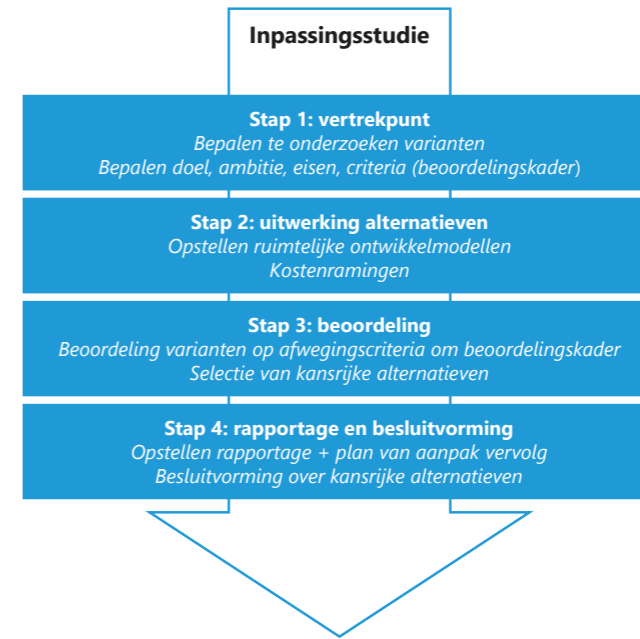 Inpassingsstudie
Stap 1: vertrekpunt
Bepalen te onderzoeken varianten
Bepalen doel, ambitie, eisen, criteria (beoordelingskader)
Stap 2: uitwerking alternatieven
Opstellen ruimtelijke ontwikkelmodellen
Kostenramingen
Stap 3: beoordeling
Beoordeling varianten op afwegingscriteria om beoordelingskader
Selectie van kansrijke alternatieven
Stap 4: rapportage en besluitvorming
Opstellen rapportage + plan van aanpak vervolg
Besluitvorming over kansrijke alternatieven